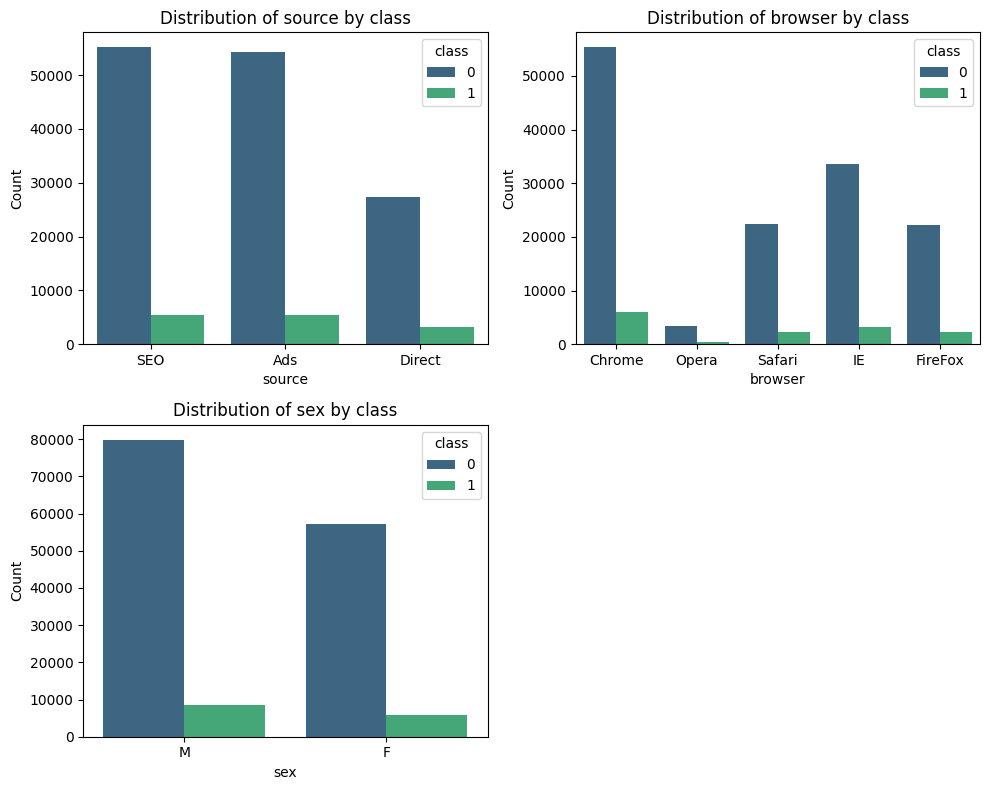 Distribution of source by class
Count
50000
40000
30000
20000
10000
0
SEO Ads Direct
source
class
0
1
Distribution of browser by class
Count
50000
40000
30000
20000
10000
0
Chrome Opera Safari IE FireFox
browser
class
0
1
Distribution of sex by class
Count
80000
70000
60000
50000
40000
30000
20000
10000
0
M F
sex
class
0
1